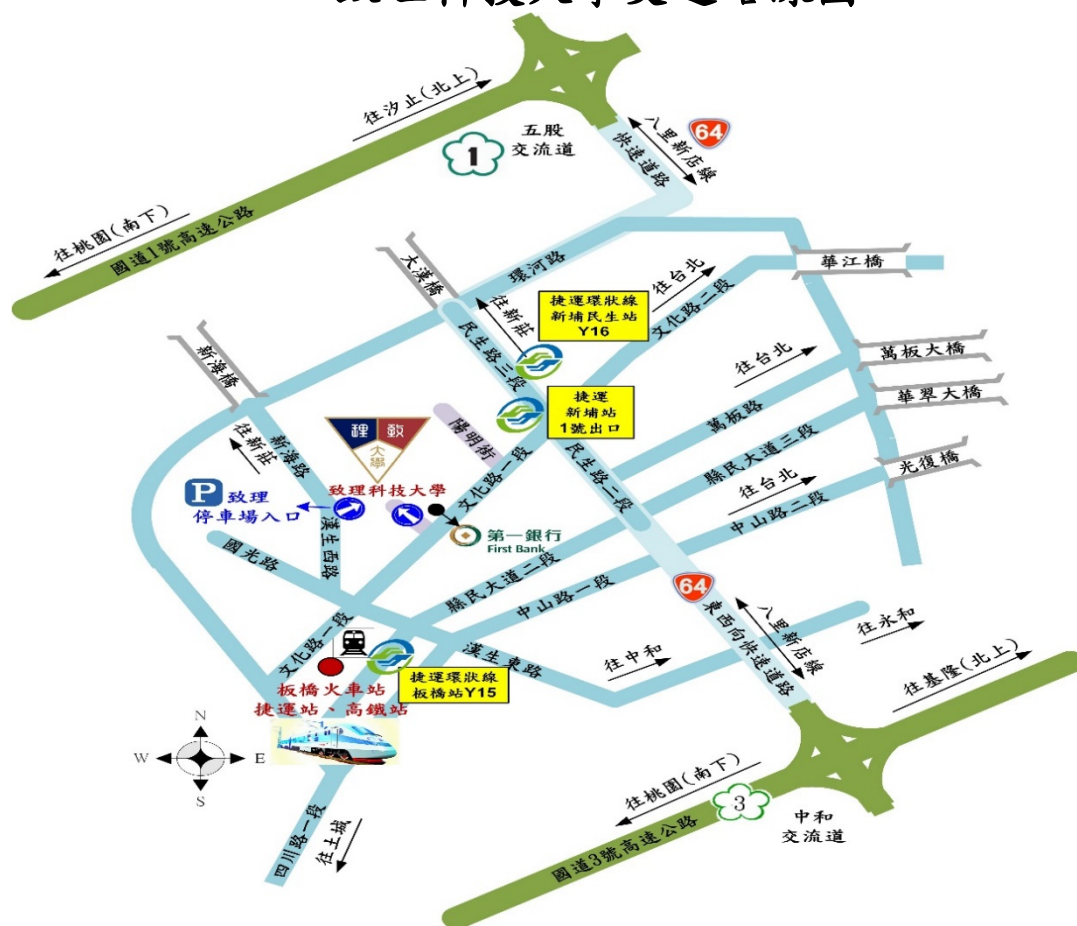 往汐止(北上)
五股
交流道
1
64
八里新店線
快速道路
往桃園(南下)
國道1號高速公路
環河路
大漢橋
往新莊
捷運環狀線
新埔民生站
Y16
往台北
文化路二段
華江橋
民生路三段
新海橋
往台北
萬板大橋
華翠大橋
捷運
新埔站
1號出口
萬板路
縣民大道三段
光復橋
往新莊
新海路
理致
大學
陽明街
文化路一段
民生路二段
往台北
中山路二段
致理科技大學
P 致理
停車場入口
漢生西路
第一銀行
First Bank
國光路
縣民大道二段
中山路一段
64
東西向快速道路
八里新店線
文化路一段
漢生東路
往中和
往永和
捷運環狀線
板橋站Y15
板橋火車站
捷運站、高鐵站
往基隆(北上)
N
W
E
S
四川路一段
往土城
往桃園(南下)
3
中和
交流道
國道3號高速公路